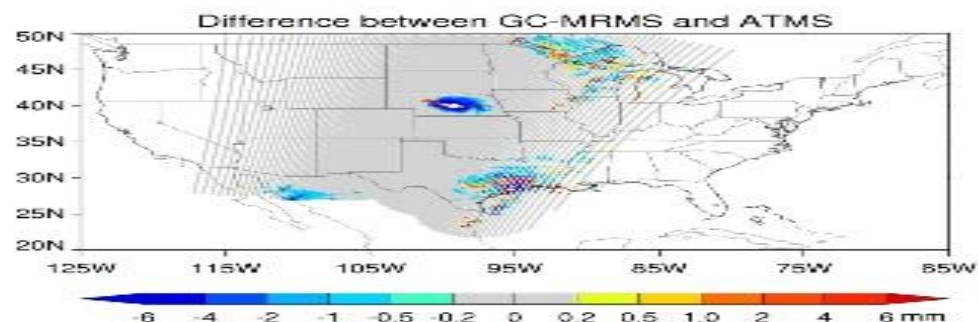 Difference between GC-MRMS and ATMS
50N
45N
40N
35N
30N
25N
20N
125W 115W 105W 95W 85W 75W 85W
-6 -4 -2 -1 -0.5 -0.2 0 0.2 0.5 1.0 2 4 6 mm